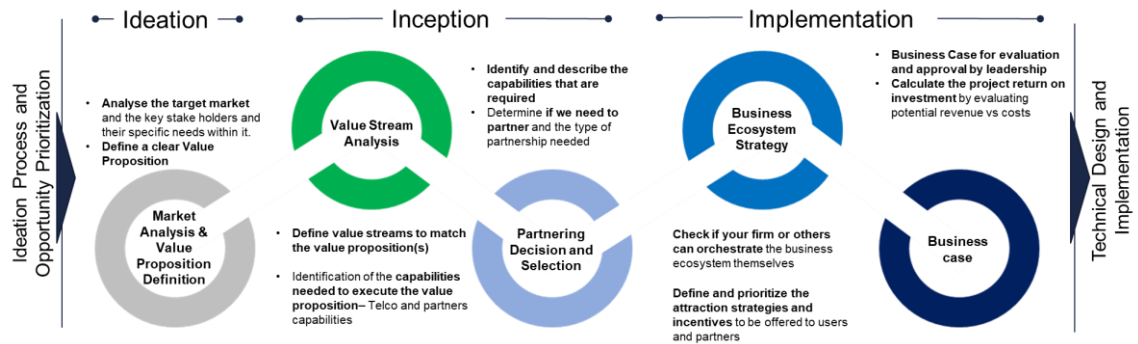 Ideation Process and
Opportunity Prioritization
Ideation
Inception
Implementation
• Analyse the target market
and the key stake holders and
their specific needs within it.
• Define a clear Value
Proposition
Market
Analysis &
Value
Proposition
Definition
Value Stream
Analysis
• Define value streams to match
the value proposition(s)
• Identification of the capabilities
needed to execute the value
proposition– Telco and partners
capabilities
• Identify and describe the
capabilities that are
required
• Determine if we need to
partner and the type of
partnership needed
Partnering
Decision and
Selection
Business
Ecosystem
Strategy
Check if your firm or others
can orchestrate the business
ecosystem themselves
Define and prioritize the
attraction strategies and
incentives to be offered to users
and partners
• Business Case for evaluation
and approval by leadership
• Calculate the project return on
investment by evaluating
potential revenue vs costs
Business
case
Technical Design and
Implementation